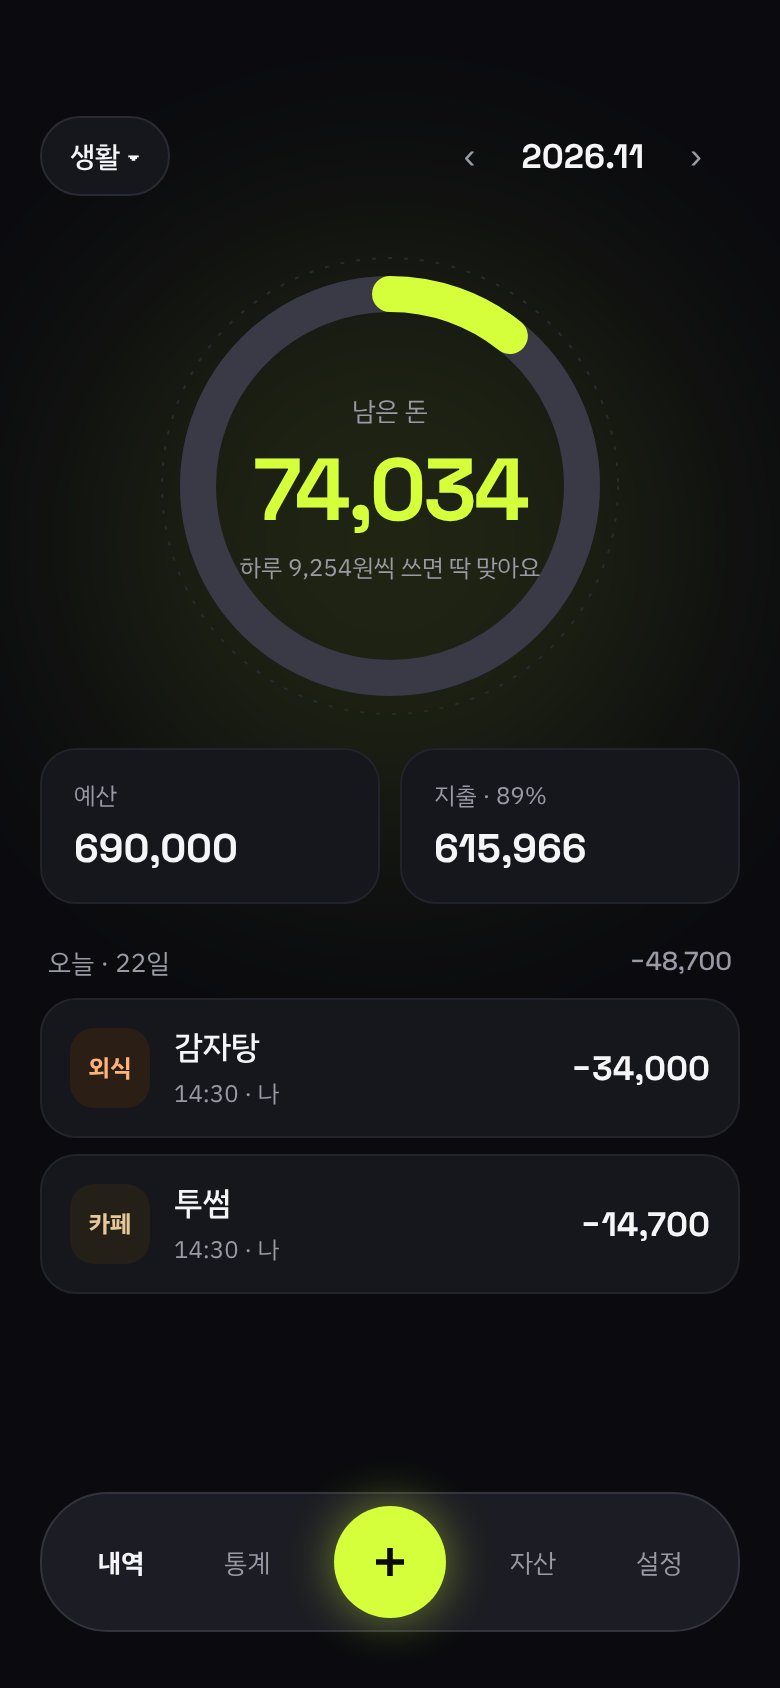 생활
‹ 2026.11 ›
남은 돈
74,034
하루 9,254원씩 쓰면 딱 맞아요
예산
690,000
지출 · 89%
615,966
오늘 · 22일
−48,700
외식
감자탕
14:30 · 나
−34,000
카페
투썸
14:30 · 나
−14,700
내역
통계
+
자산
설정